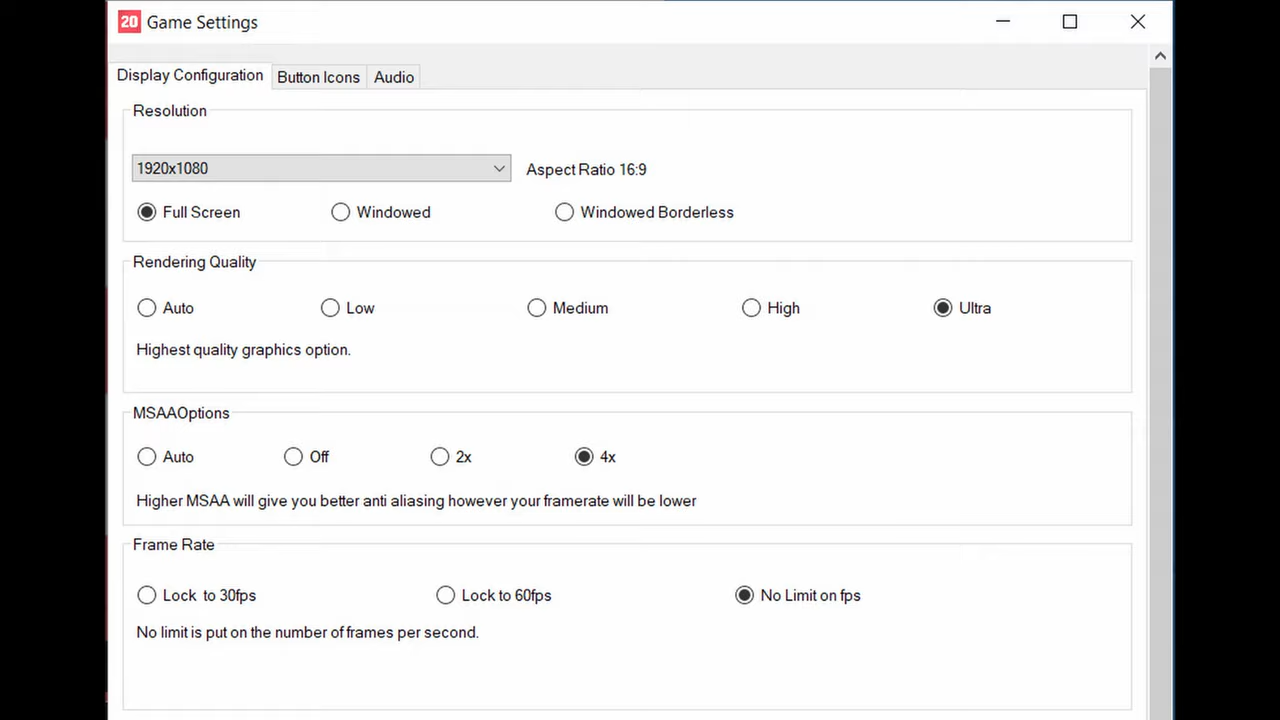 20 Game Settings
Display Configuration Button Icons Audio
Resolution
1920x1080 Aspect Ratio 16:9
Full Screen Windowed Windowed Borderless
Rendering Quality
Auto Low Medium High Ultra
Highest quality graphics option.
MSAAOptions
Auto Off 2x 4x
Higher MSAA will give you better anti aliasing however your framerate will be lower
Frame Rate
Lock to 30fps Lock to 60fps No Limit on fps
No limit is put on the number of frames per second.